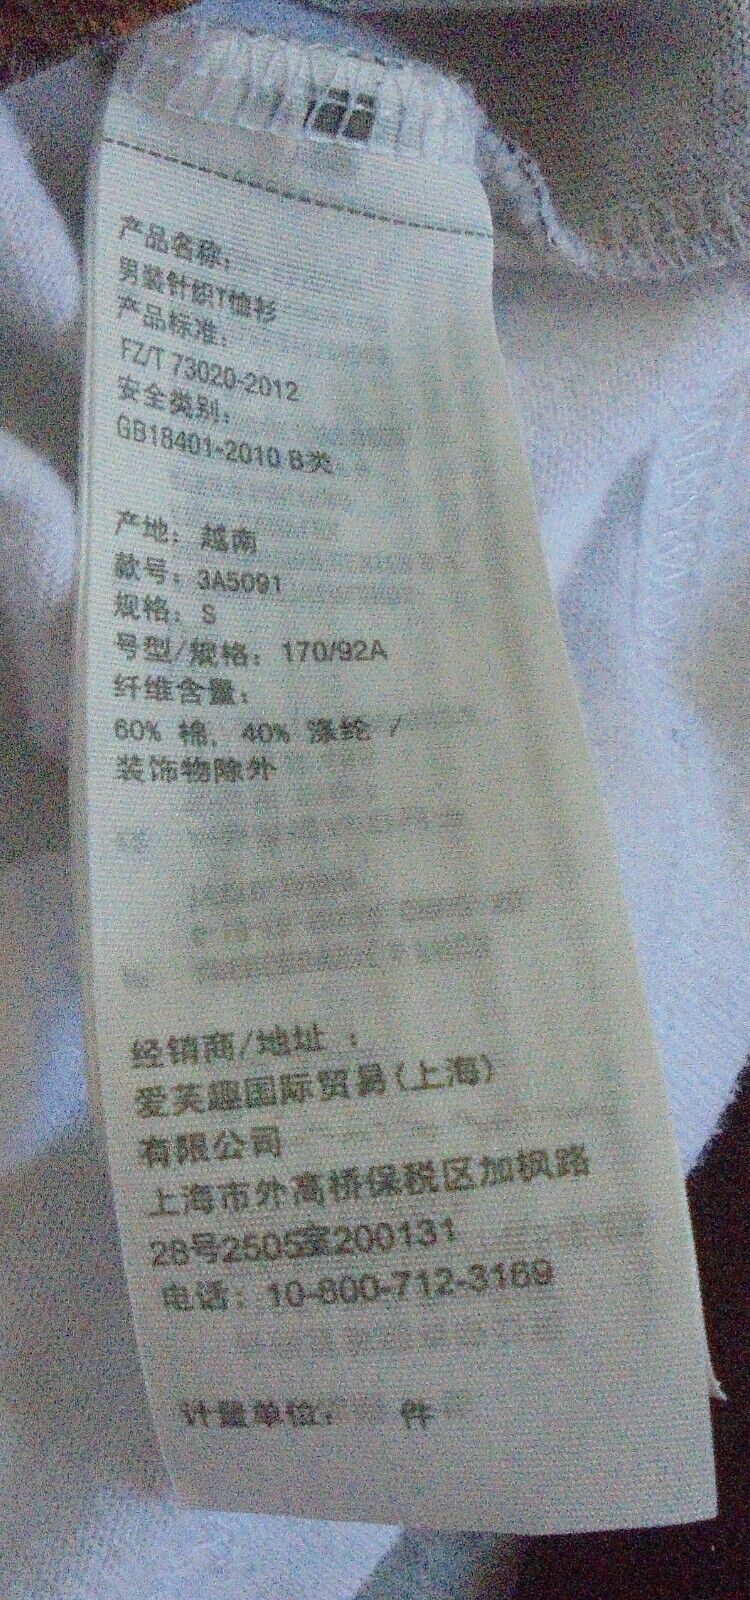 产品名称：
男装针织T恤衫
产品标准：
FZ/T 73020-2012
安全类别：
GB18401-2010 B类
产地：越南
款号：3A5091
规格：S
号型/规格：170/92A
纤维含量：
60% 棉, 40% 涤纶 /
装饰物除外
经销商/地址：
爱芙趣国际贸易(上海)
有限公司
上海市外高桥保税区加枫路
28号2505室200131
电话：10-800-712-3169
计量单位： 件